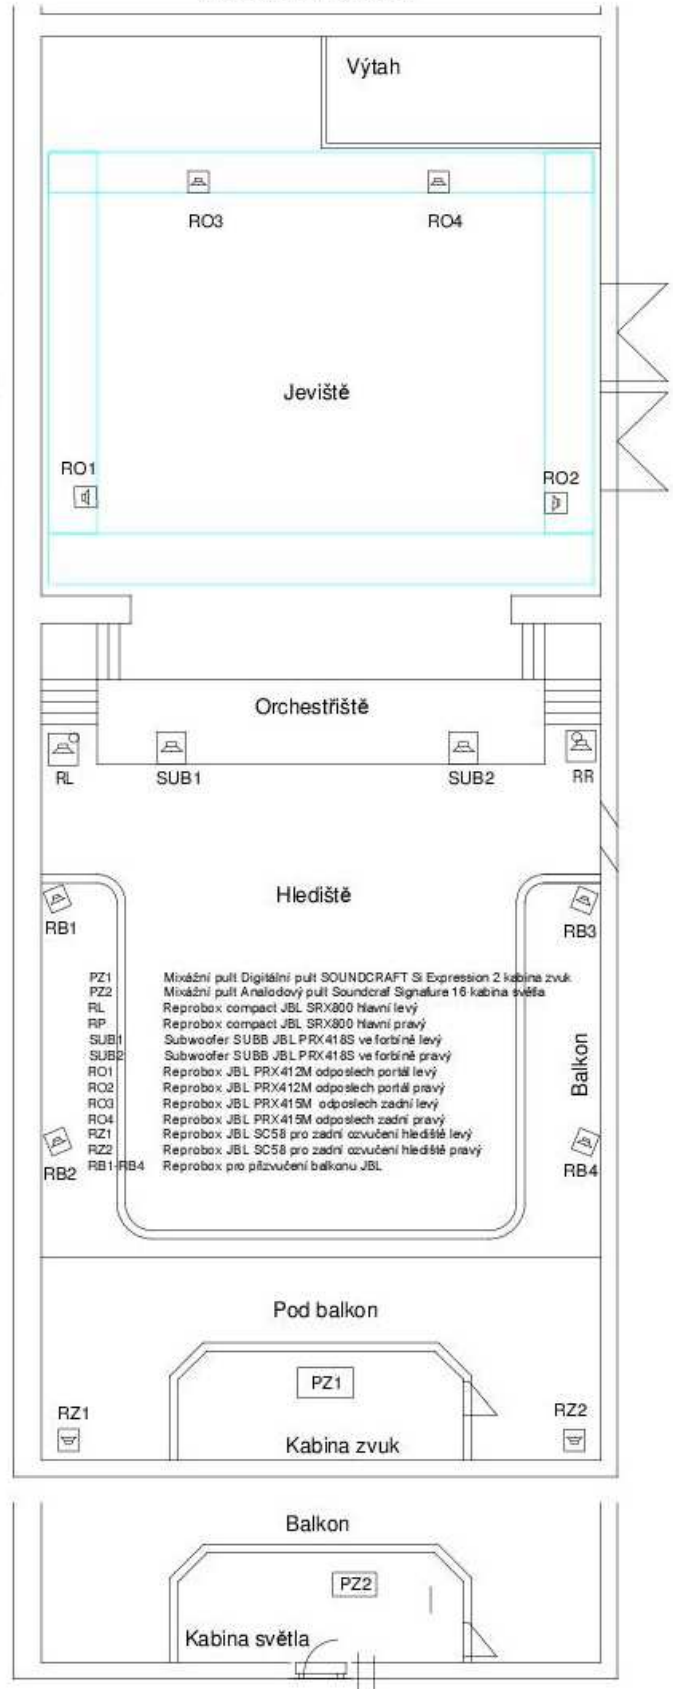 Výtah
RO3
RO4
Jeviště
RO1
RO2
Orchestřiště
RL
SUB1
SUB2
RR
Hlediště
RB1
RB3
PZ1 Mixážní pult Digitální pult SOUNDCRAFT Si Expression 2 kabina zvuk
PZ2 Mixážní pult Analodový pult Soundcraf Signature 16 kabina světla
RL Reprobox compact JBL SRX800 hlavní levý
RP Reprobox compact JBL SRX800 hlavní pravý
SUB1 Subwoofer SUBB JBL PRX418S ve forbíně levý
SUB2 Subwoofer SUBB JBL PRX418S ve forbíně pravý
RO1 Reprobox JBL PRX412M odposlech portál levý
RO2 Reprobox JBL PRX412M odposlech portál pravý
RO3 Reprobox JBL PRX415M odposlech zadní levý
RO4 Reprobox JBL PRX415M odposlech zadní pravý
RZ1 Reprobox JBL SC58 pro zadní ozvučení hlediště levý
RZ2 Reprobox JBL SC58 pro zadní ozvučení hlediště pravý
RB1-RB4 Reprobox pro přizvučení balkonu JBL
Balkon
RB2
RB4
Pod balkon
PZ1
RZ1
RZ2
Kabina zvuk
Balkon
PZ2
Kabina světla